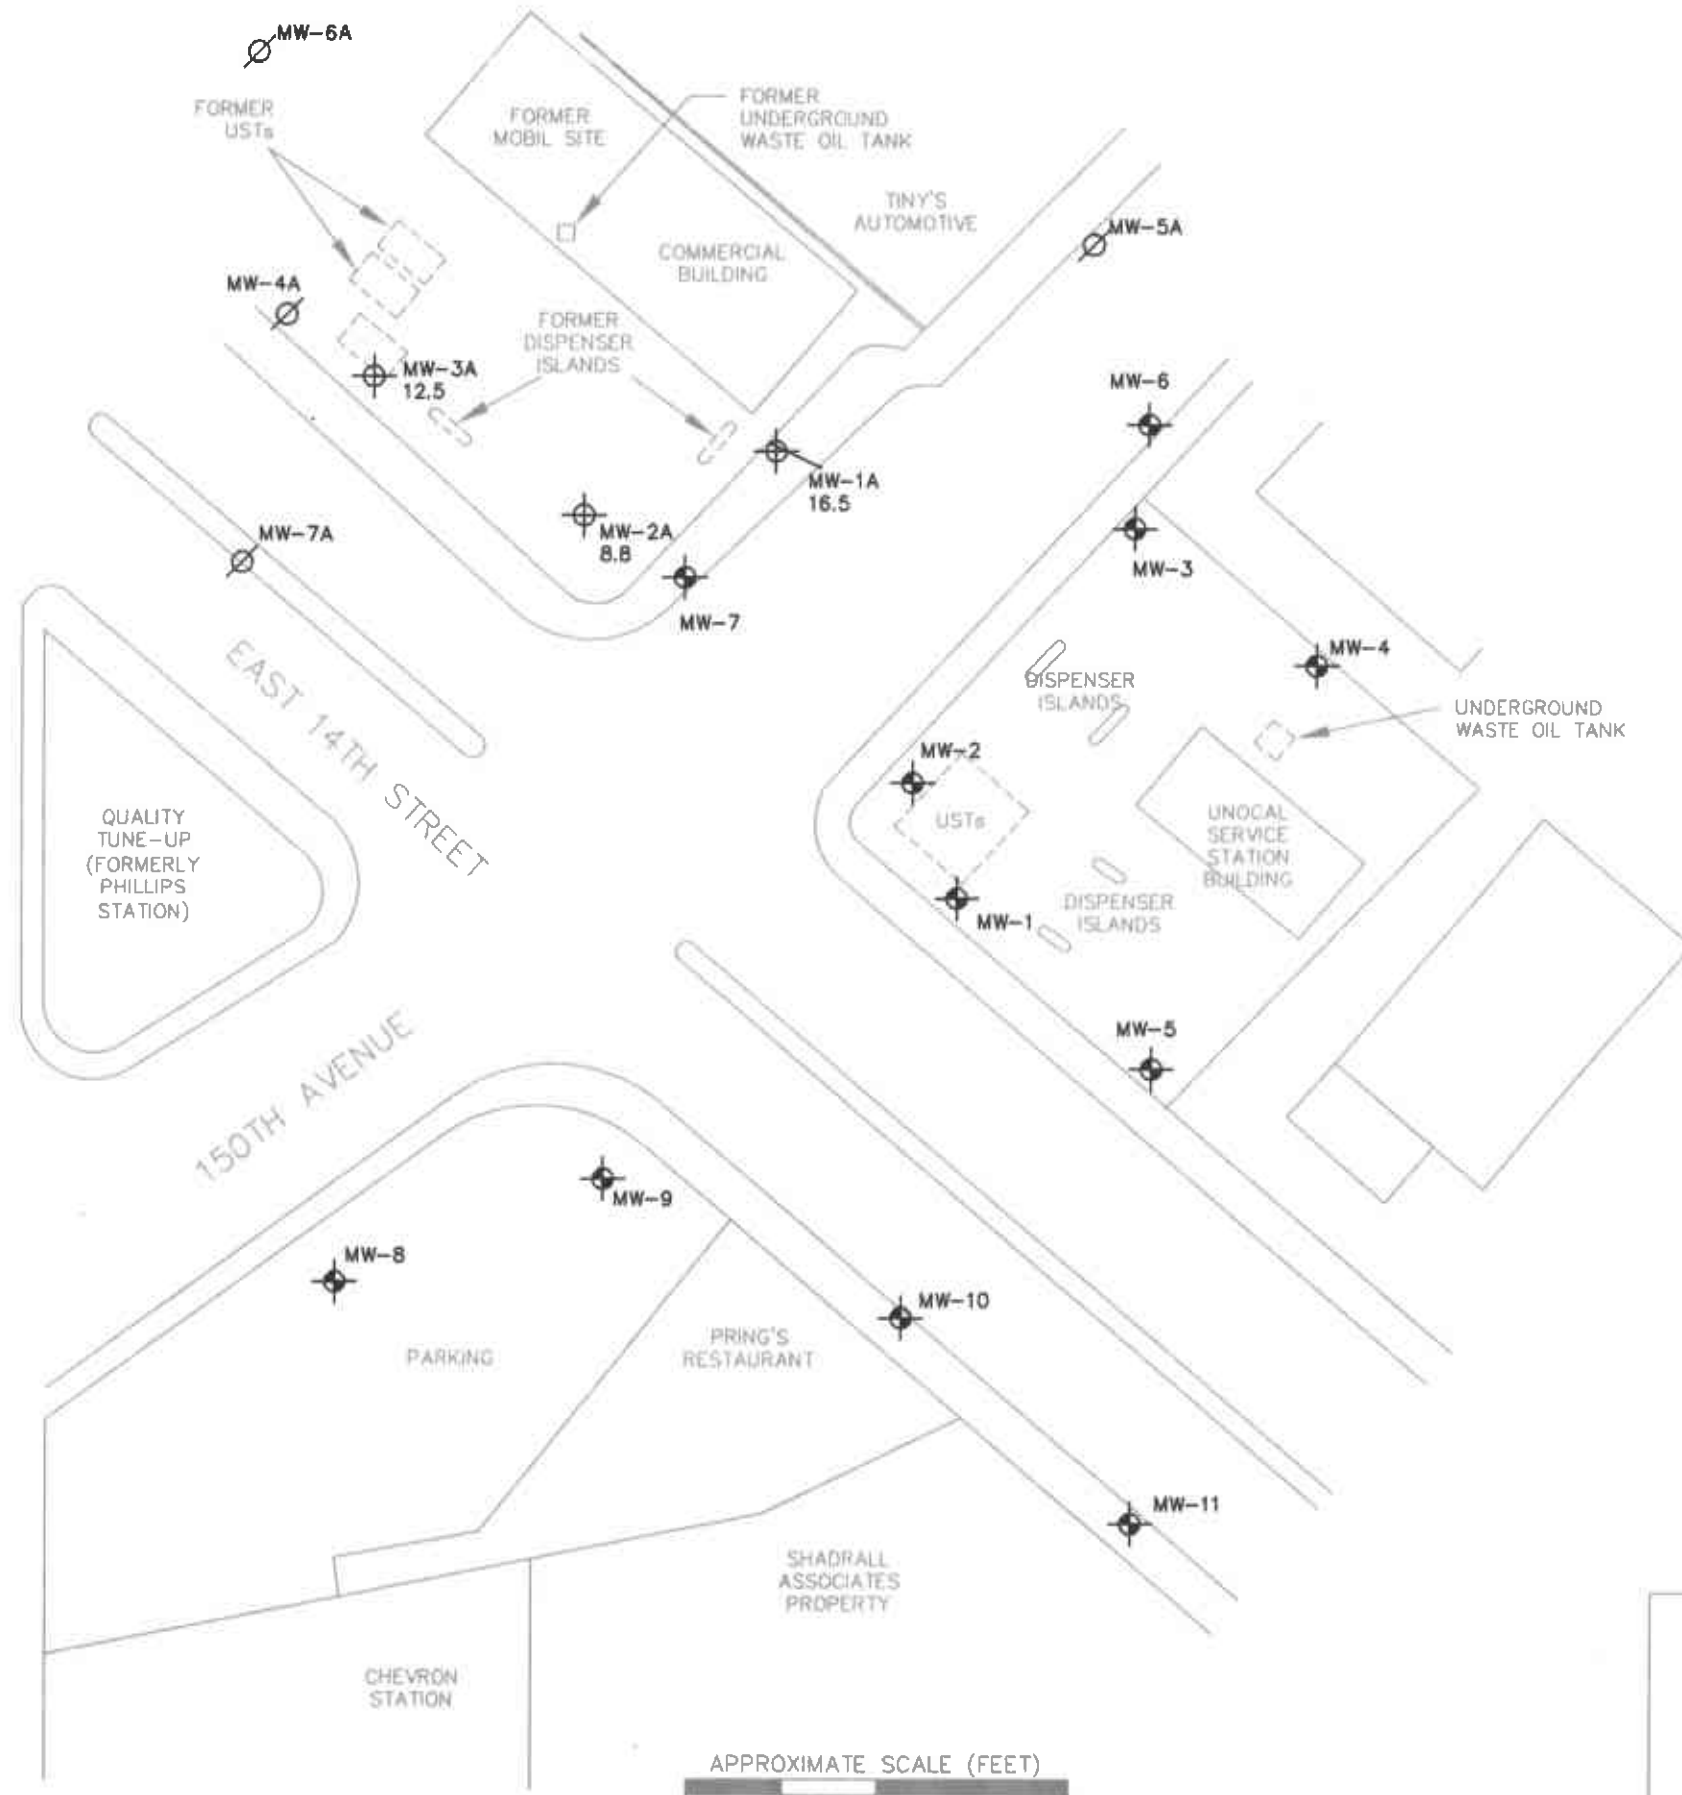 MW-6A
FORMER
USTs
FORMER
MOBIL SITE
FORMER
UNDERGROUND
WASTE OIL TANK
TINY'S
AUTOMOTIVE
COMMERCIAL
BUILDING
MW-5A
MW-4A
FORMER
DISPENSER
ISLANDS
MW-3A
12.5
MW-6
MW-1A
16.5
MW-2A
8.8
MW-7A
MW-7
MW-3
MW-4
DISPENSER
ISLANDS
UNDERGROUND
WASTE OIL TANK
EAST 14TH STREET
MW-2
USTs
UNOCAL
SERVICE
STATION
BUILDING
QUALITY
TUNE-UP
(FORMERLY
PHILLIPS
STATION)
MW-1
DISPENSER
ISLANDS
MW-5
150TH AVENUE
MW-9
MW-8
MW-10
PARKING
PRING'S
RESTAURANT
MW-11
SHADRALL
ASSOCIATES
PROPERTY
CHEVRON
STATION
APPROXIMATE SCALE (FEET)